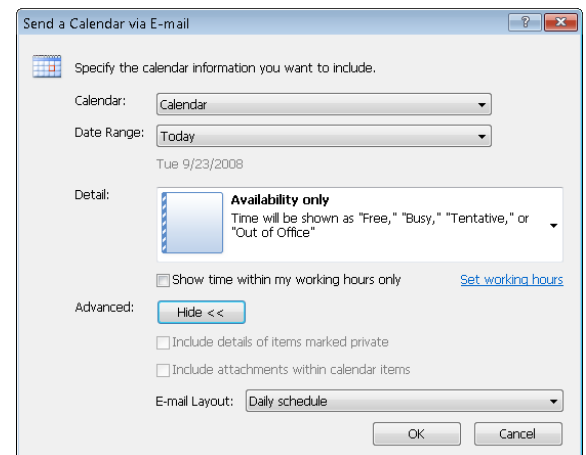 Send a Calendar via E-mail
Specify the calendar information you want to include.
Calendar: Calendar
Date Range: Today
Tue 9/23/2008
Detail: Availability only
Time will be shown as "Free," "Busy," "Tentative," or
"Out of Office"
Show time within my working hours only Set working hours
Advanced: Hide <<
Include details of items marked private
Include attachments within calendar items
E-mail Layout: Daily schedule
OK Cancel